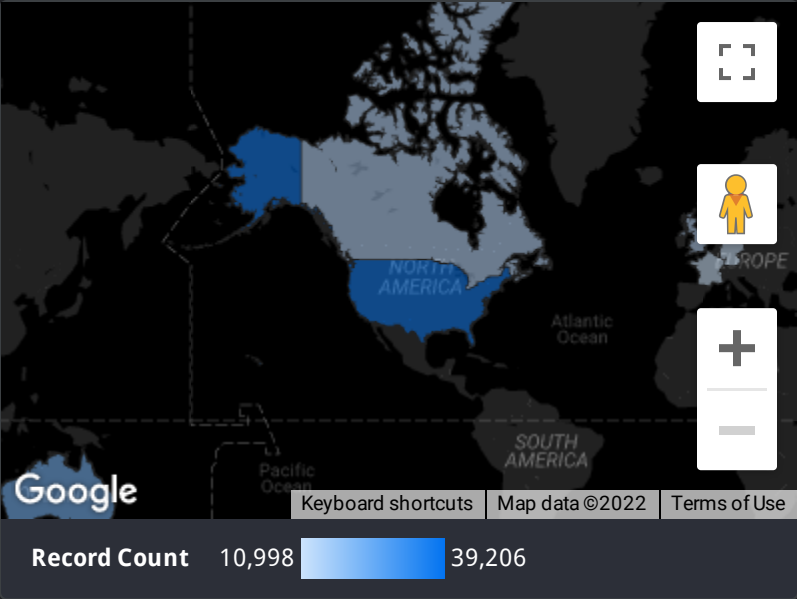 NORTH
AMERICA
EUROPE
Atlantic
Ocean
SOUTH
AMERICA
Pacific
Ocean
Google
Keyboard shortcuts
Map data ©2022
Terms of Use
Record Count 10,998 39,206